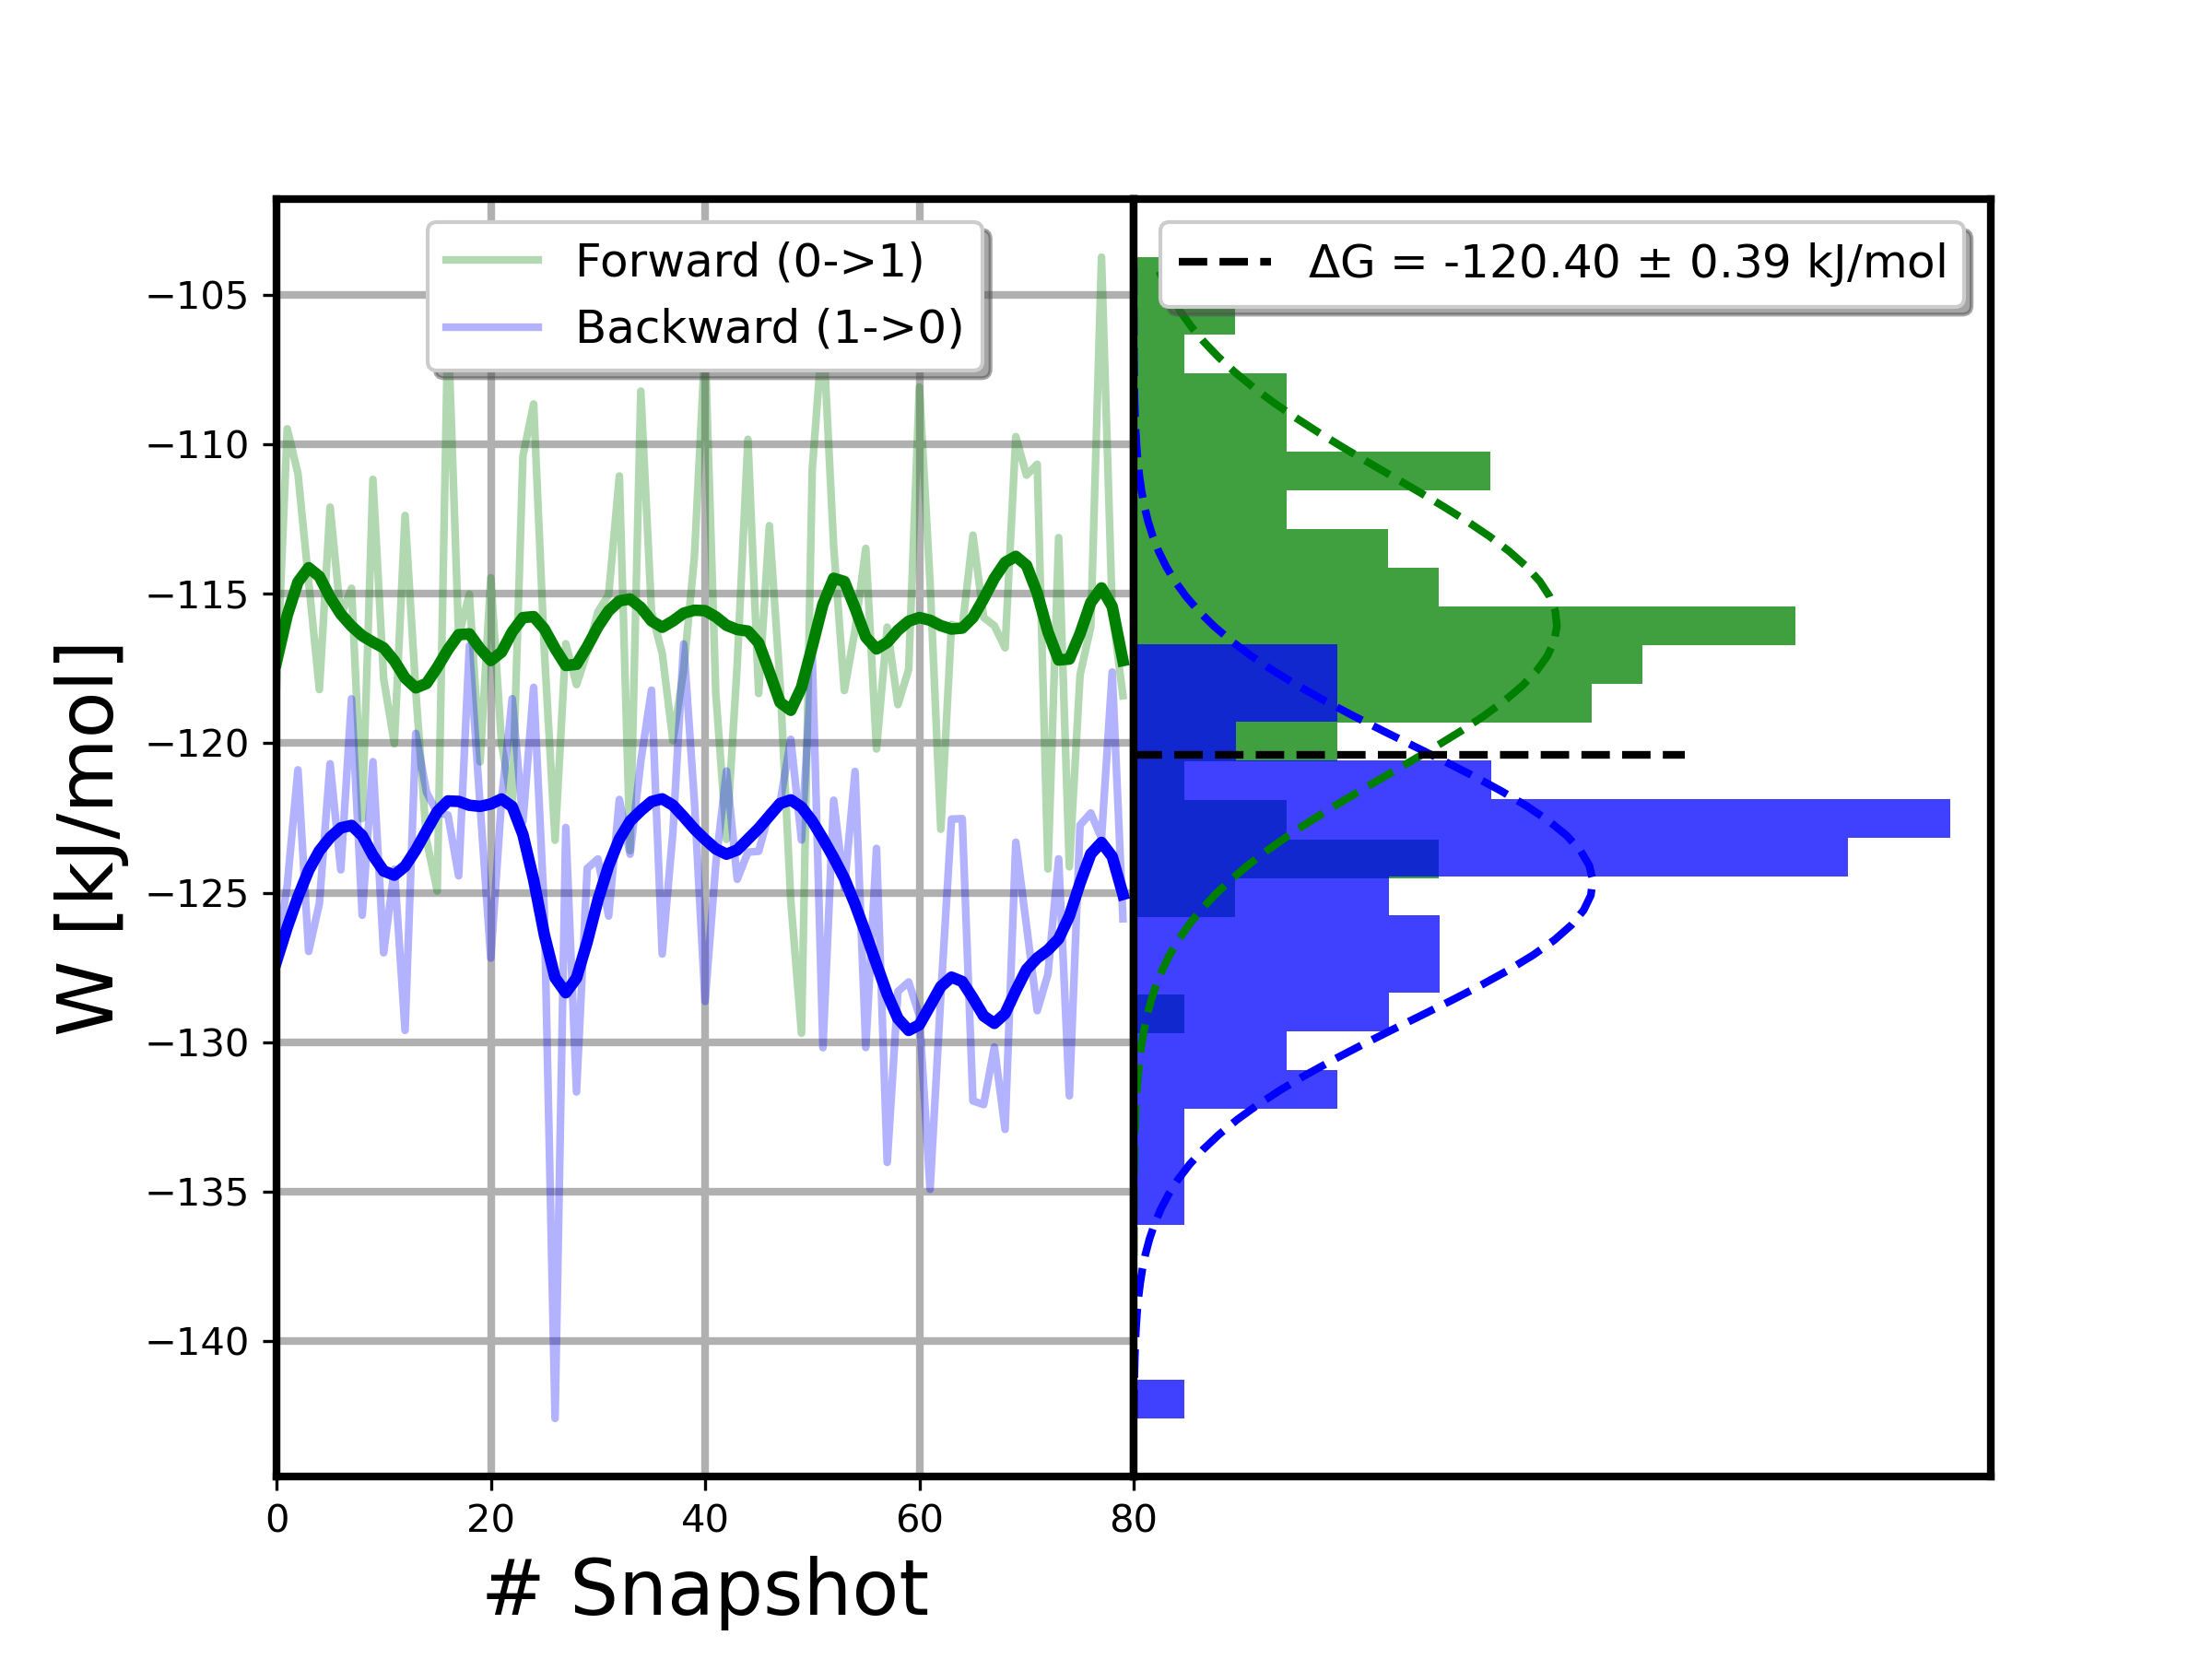 Forward (0->1)
Backward (1->0)
ΔG = -120.40 ± 0.39 kJ/mol
−105
−110
−115
−120
−125
−130
−135
−140
W [kJ/mol]
0 20 40 60 80
# Snapshot